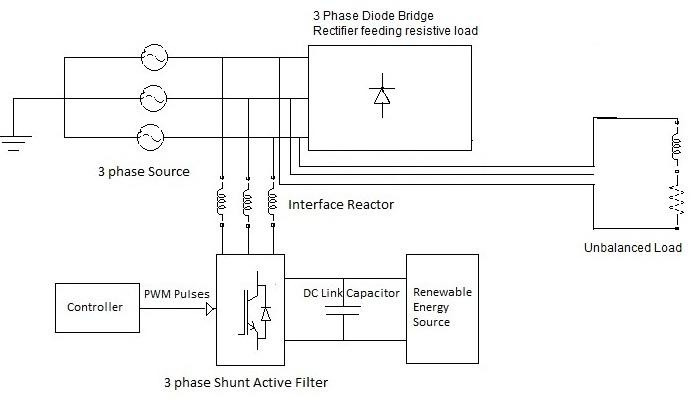 3 Phase Diode Bridge
Rectifier feeding resistive load
3 phase Source
Interface Reactor
Unbalanced Load
Controller
PWM Pulses
DC Link Capacitor
Renewable
Energy
Source
3 phase Shunt Active Filter